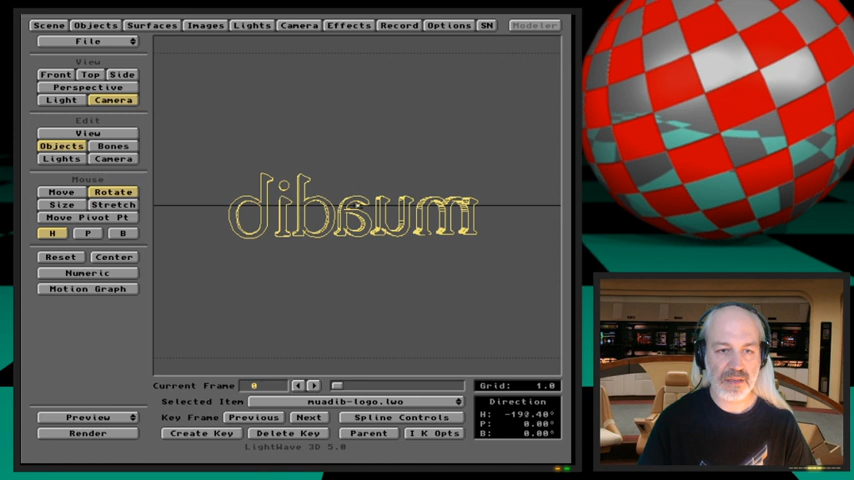 Scene Objects Surfaces Images Lights Camera Effects Record Options SN Modeler
File
View
Front Top Side
Perspective
Light Camera
Edit
View
Objects Bones
Lights Camera
Mouse
Move Rotate
Size Stretch
Move Pivot Pt
H P B
Reset Center
Numeric
Motion Graph
muadib
Current Frame 0 Grid: 1.0
Selected Item muadib-logo.lwo
Direction
Key Frame Previous Next Spline Controls
H: -190.40°
P: 0.00°
B: 0.00°
Create Key Delete Key Parent I K Opts
LightWave 3D 5.0
Preview
Render